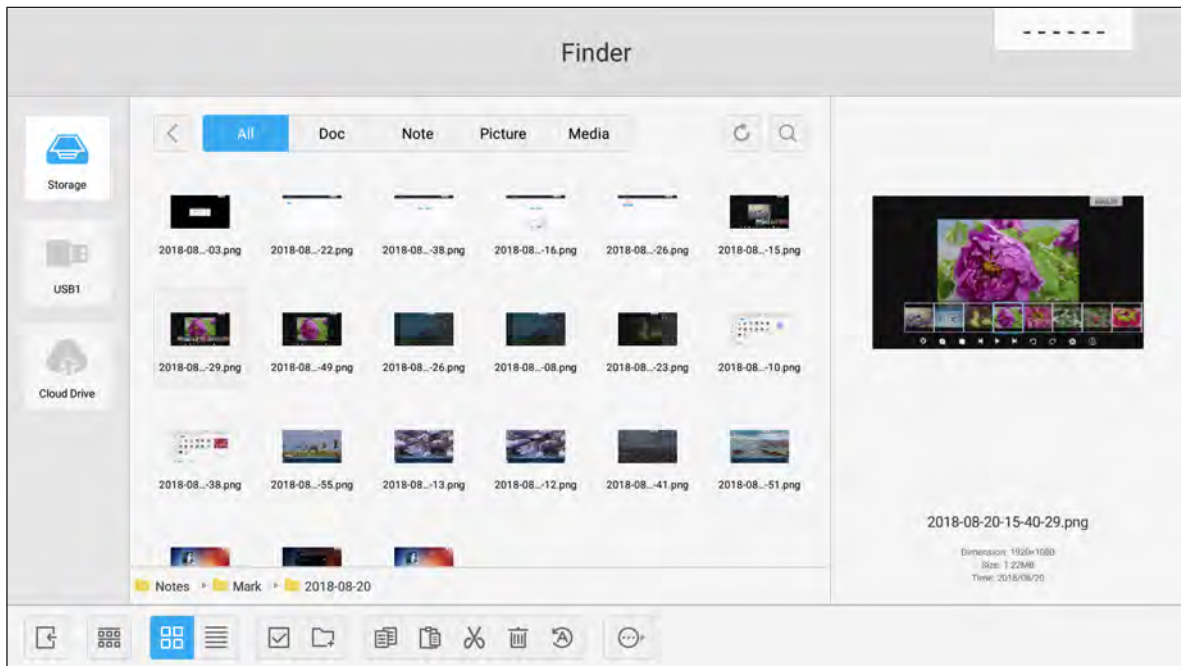 ------
Finder
All Doc Note Picture Media
Storage
USB1
Cloud Drive
2018-08...-03.png 2018-08...-22.png 2018-08...-38.png 2018-08...-16.png 2018-08...-26.png 2018-08...-15.png
2018-08...-29.png 2018-08...-49.png 2018-08...-26.png 2018-08...-08.png 2018-08...-23.png 2018-08...-10.png
2018-08...-38.png 2018-08...-55.png 2018-08...-13.png 2018-08...-12.png 2018-08...-41.png 2018-08...-51.png
Notes Mark 2018-08-20
2018-08-20-15-40-29.png
Dimension: 1920×1080
Size: 1.22MB
Time: 2018/08/20